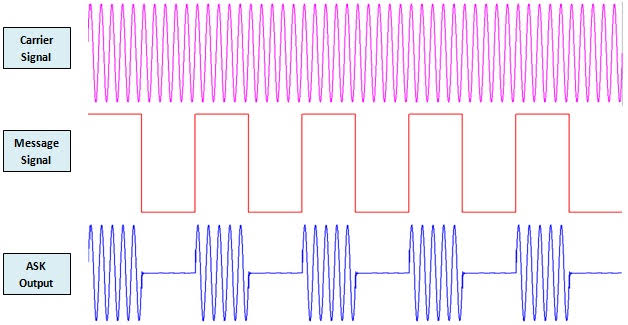 Carrier
Signal
Message
Signal
ASK
Output